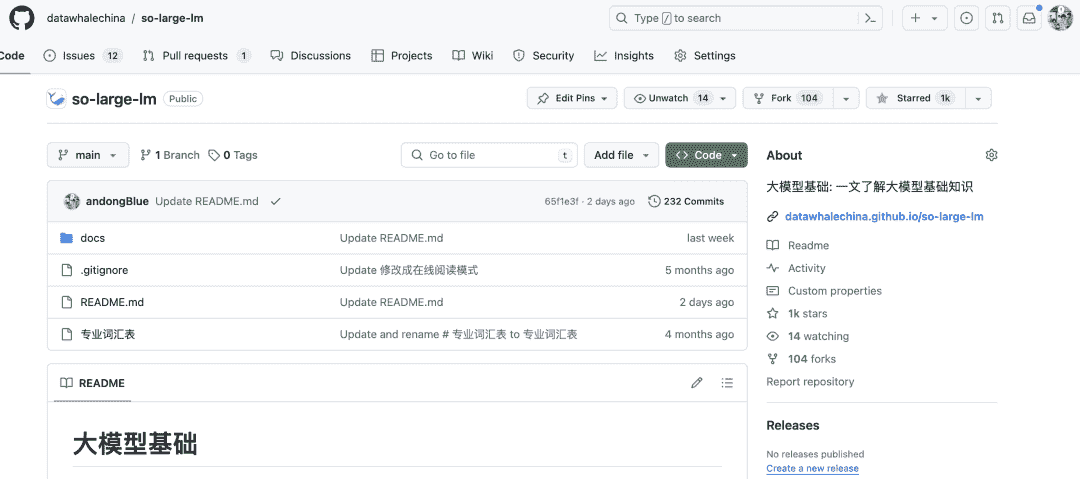 datawhalechina / so-large-lm
Type / to search
Code Issues 12 Pull requests 1 Discussions Projects Wiki Security Insights Settings
so-large-lm Public
Edit Pins Unwatch 14 Fork 104 Starred 1k
main 1 Branch 0 Tags
Go to file t Add file Code
andongBlue Update README.md 65f1e3f · 2 days ago 232 Commits
docs Update README.md last week
.gitignore Update 修改成在线阅读模式 5 months ago
README.md Update README.md 2 days ago
专业词汇表 Update and rename # 专业词汇表 to 专业词汇表 4 months ago
README
大模型基础
About
大模型基础: 一文了解大模型基础知识
datawhalechina.github.io/so-large-lm
Readme
Activity
Custom properties
1k stars
14 watching
104 forks
Report repository
Releases
No releases published
Create a new release